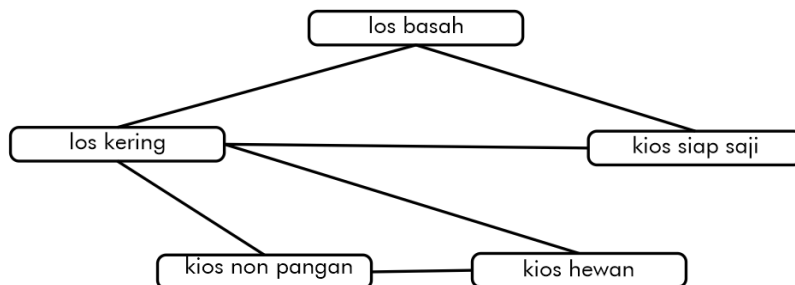 los basah
los kering
kios siap saji
kios non pangan
kios hewan